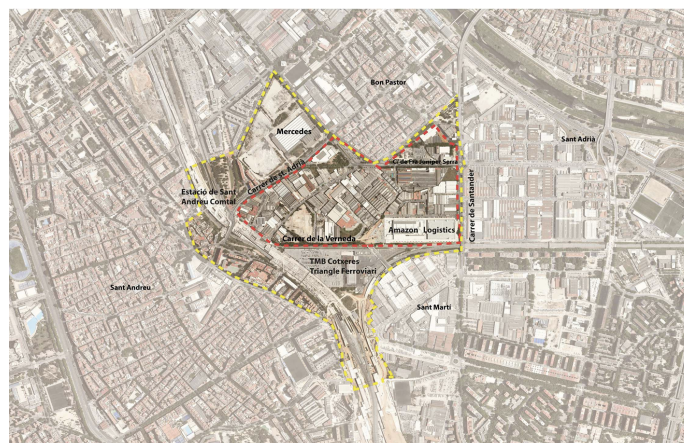 Bon Pastor
Mercedes
Sant Adrià
Carrer de St. Adrià
C/ de Fra Juníper Serra
Estació de Sant
Andreu Comtal
Carrer de Santander
Amazon Logistics
Carrer de la Verneda
TMB Cotxeres
Triangle Ferroviari
Sant Andreu
Sant Martí